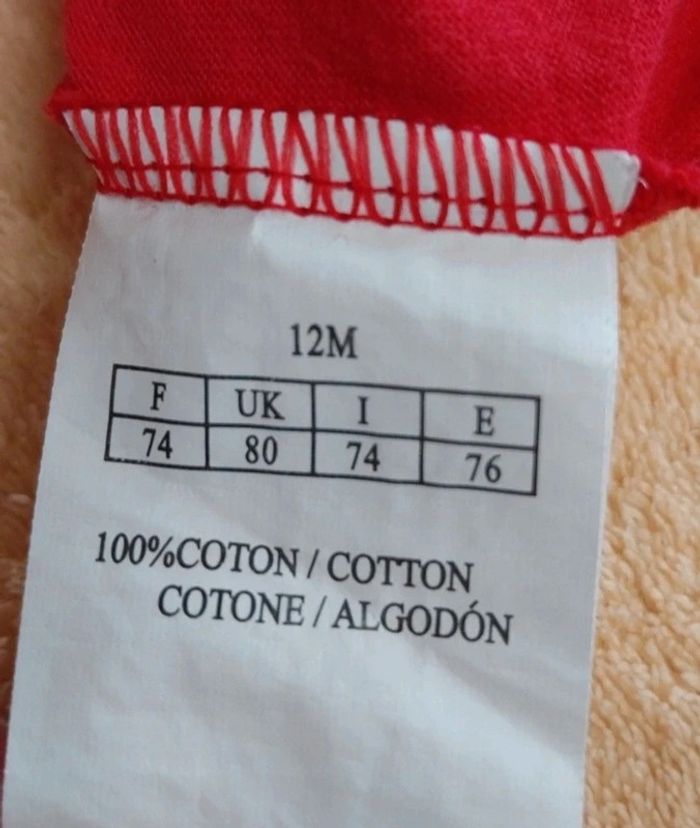 12M
F UK I E
74 80 74 76
100%COTON / COTTON
COTONE / ALGODÓN